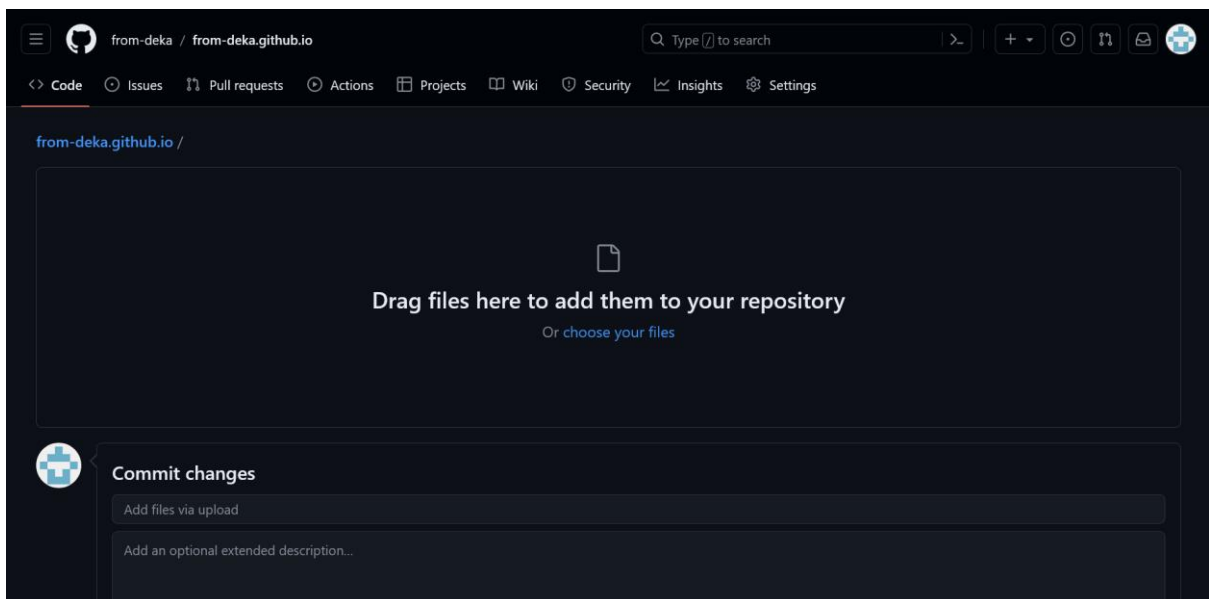 from-deka / from-deka.github.io
Type / to search
<> Code Issues Pull requests Actions Projects Wiki Security Insights Settings
from-deka.github.io /
Drag files here to add them to your repository
Or choose your files
Commit changes
Add files via upload
Add an optional extended description...